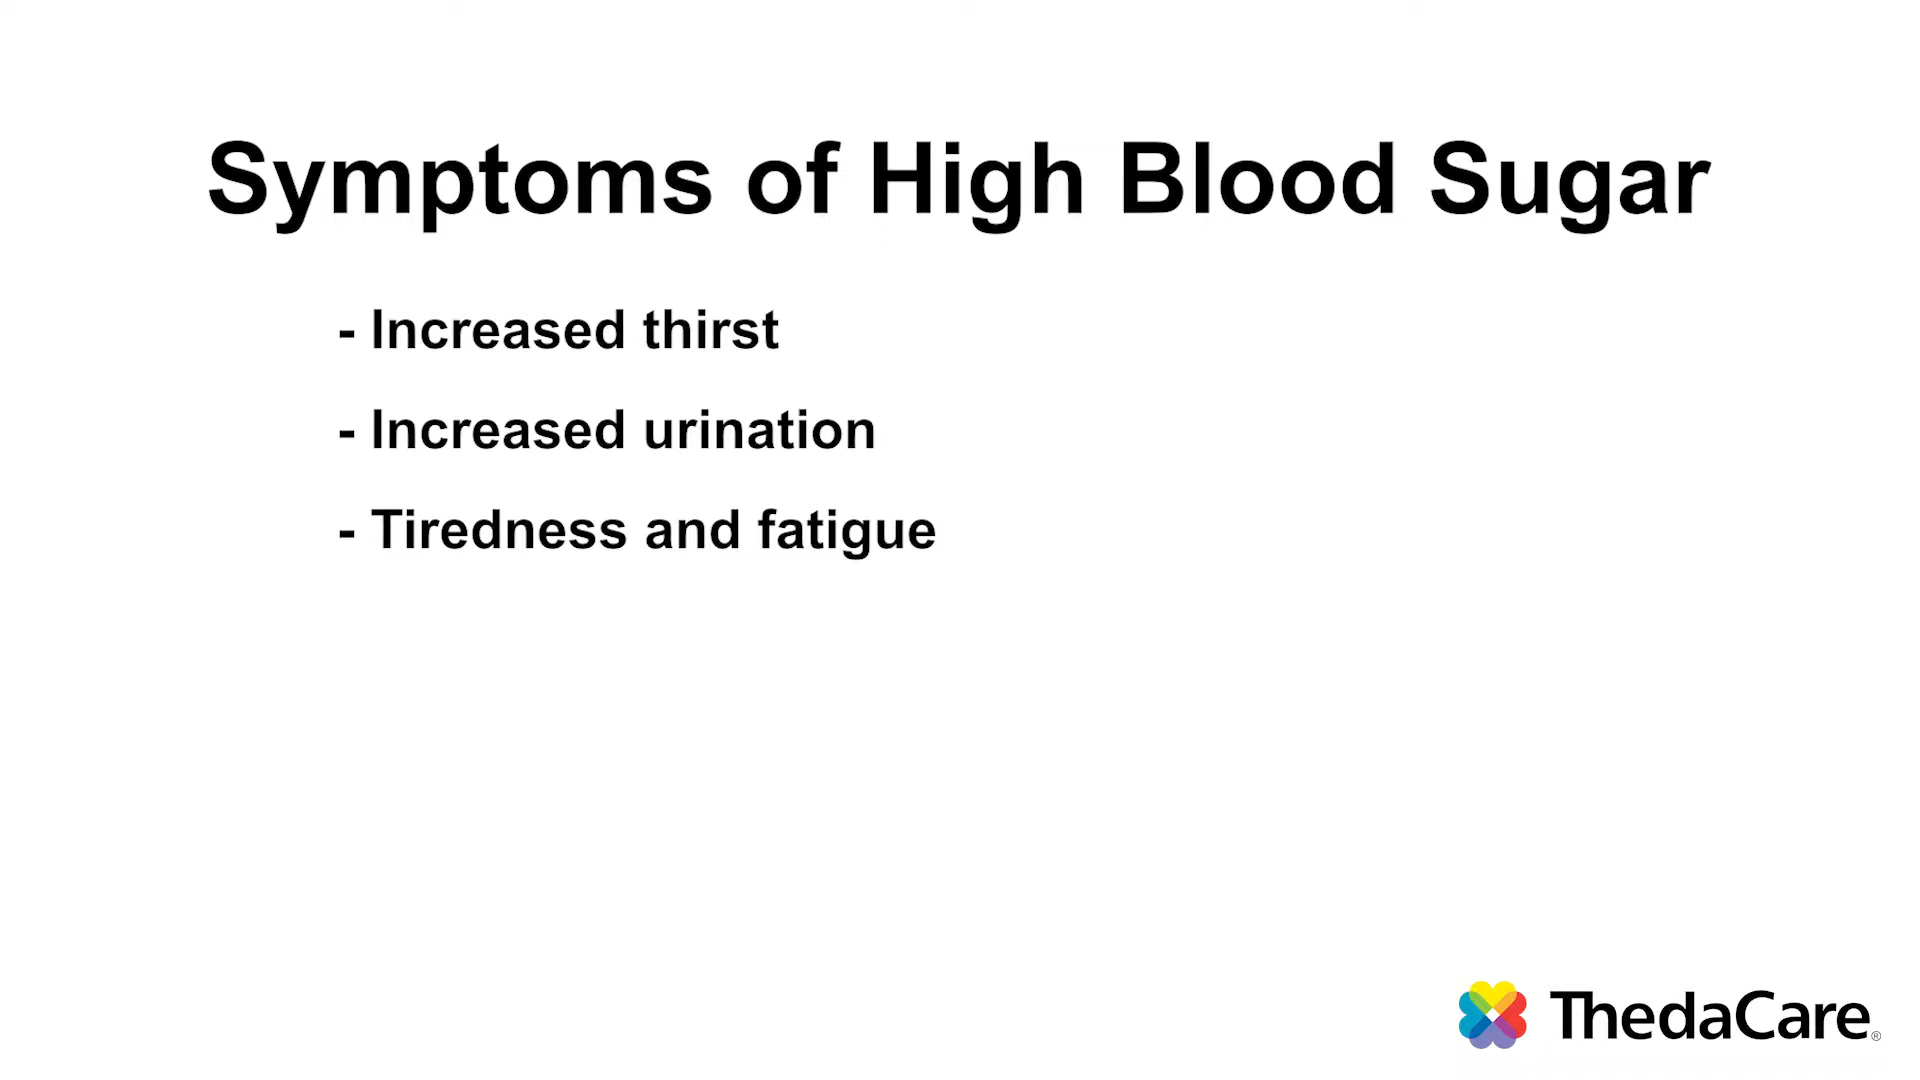 Symptoms of High Blood Sugar
- Increased thirst
- Increased urination
- Tiredness and fatigue
ThedaCare®